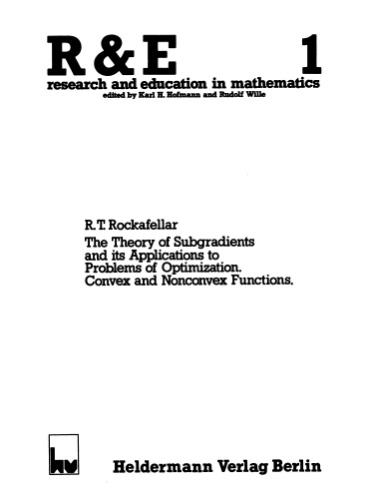 R & E 1
research and education in mathematics
edited by Karl H. Hofmann and Rudolf Wille
R. T. Rockafellar
The Theory of Subgradients
and its Applications to
Problems of Optimization.
Convex and Nonconvex Functions.
hv
Heldermann Verlag Berlin